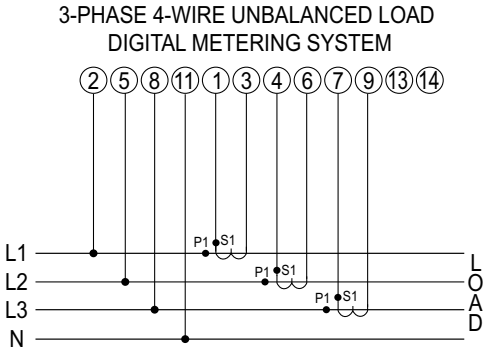 3-PHASE 4-WIRE UNBALANCED LOAD
DIGITAL METERING SYSTEM
2 5 8 11 1 3 4 6 7 9 13 14
P1 S1
L1
P1 S1
L2
P1 S1
L3
N
LOAD